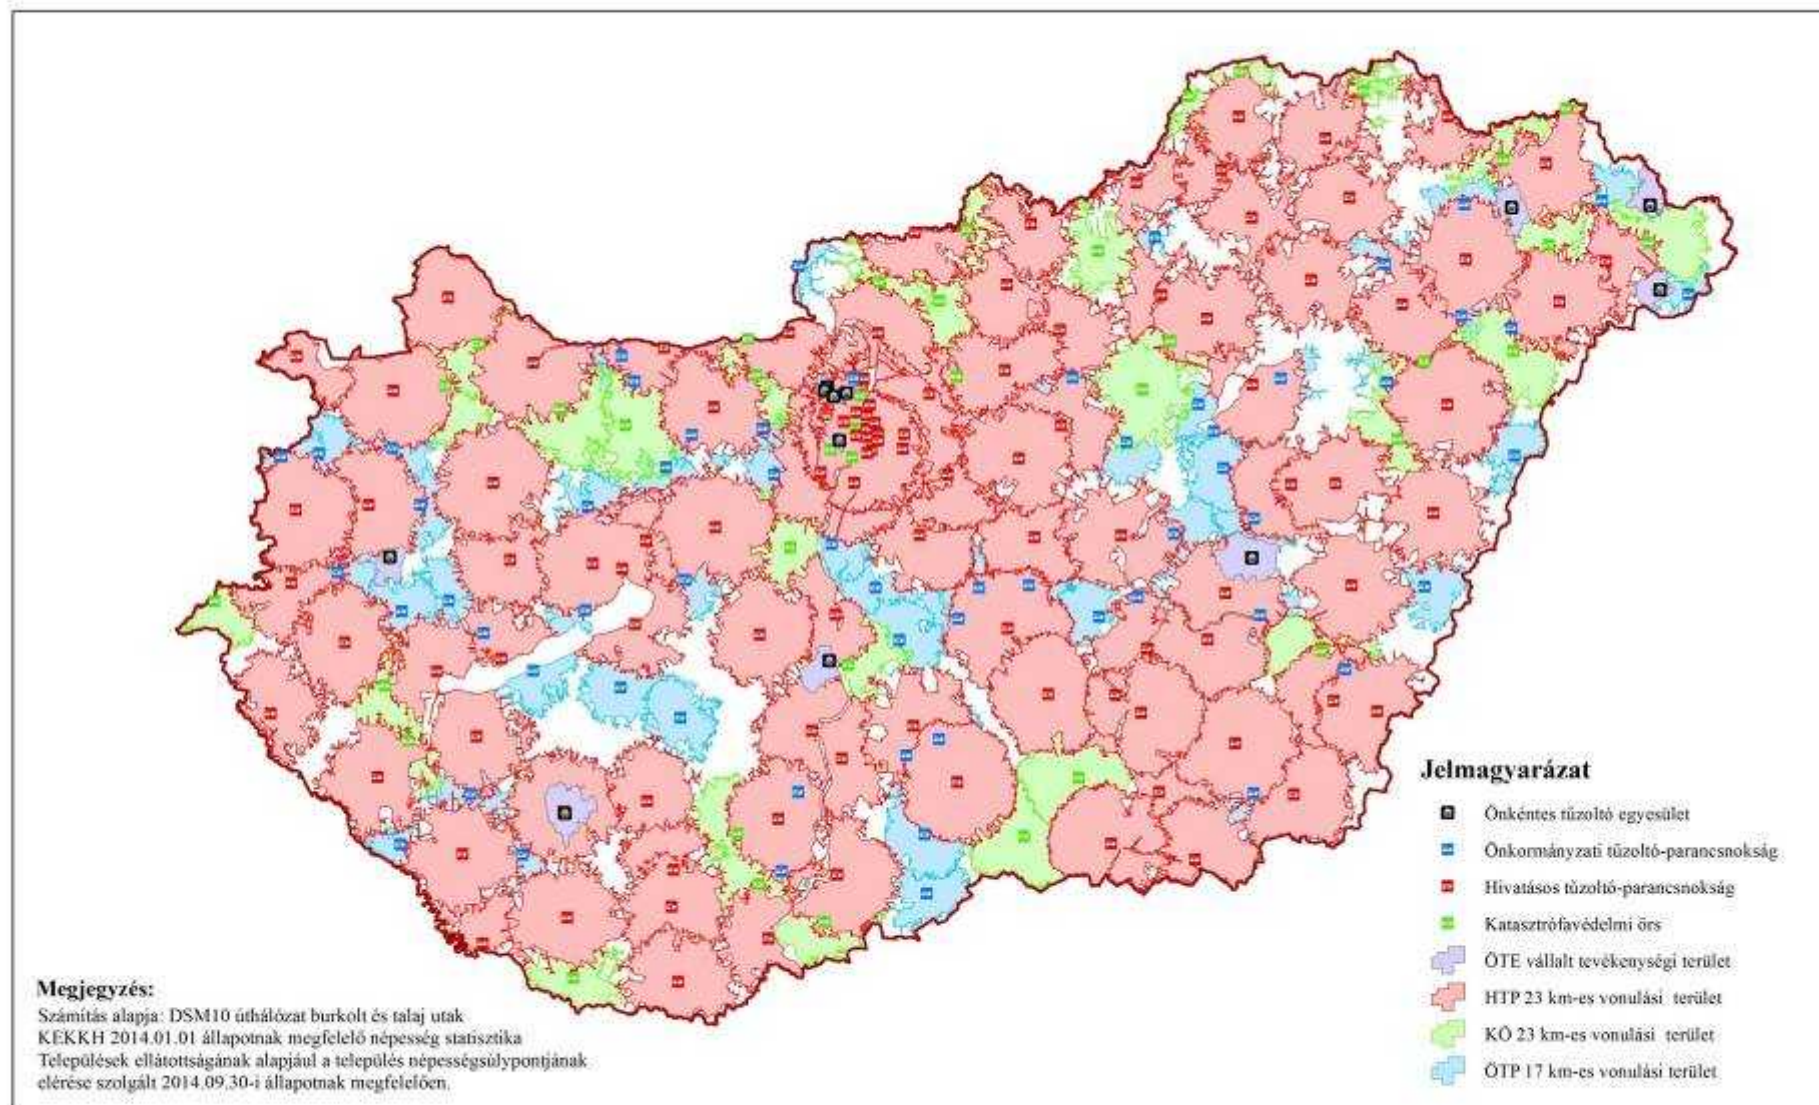 Jelmagyarázat
Önkéntes tűzoltó egyesület
Önkormányzati tűzoltó-parancsnokság
Hivatásos tűzoltó-parancsnokság
Katasztrófavédelmi őrs
ÖTE vállalt tevékenységi terület
HTP 23 km-es vonulási terület
KŐ 23 km-es vonulási terület
ÖTP 17 km-es vonulási terület
Megjegyzés:
Számítás alapja: DSM10 úthálózat burkolt és talaj utak
KEKKH 2014.01.01 állapotnak megfelelő népesség statisztika
Települések ellátottságának alapjául a település népességsúlypontjának
elérése szolgált 2014.09.30-i állapotnak megfelelően.